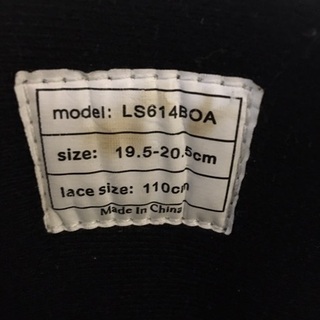 model: LS614BOA
size: 19.5-20.5cm
lace size: 110cm
Made In China